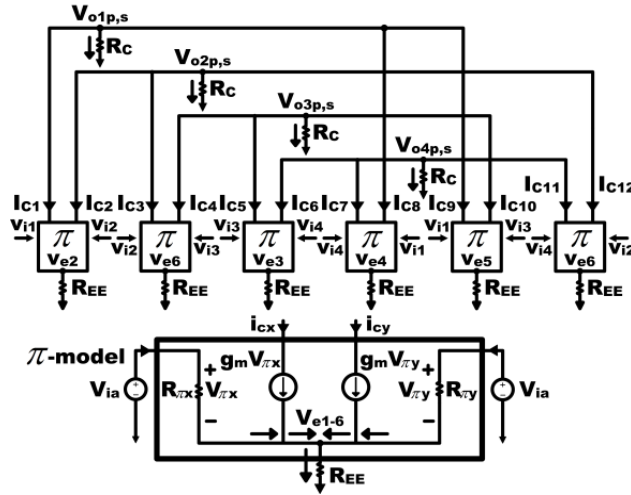 Vo1p,s
RC
Vo2p,s
RC
Vo3p,s
RC
Vo4p,s
RC
IC1 IC2 IC3 IC4 IC5 IC6 IC7 IC8 IC9 IC10 IC11 IC12
vi1 π vi2 vi2 π vi3 vi3 π vi4 vi4 π vi1 vi1 π vi3 vi4 π vi2
ve2 ve6 ve3 ve4 ve5 ve6
REE REE REE REE REE REE
icx icy
π-model
gmVπx gmVπy
Via Rπx + Vπx − + Vπy − Rπy Via
Ve1-6
REE